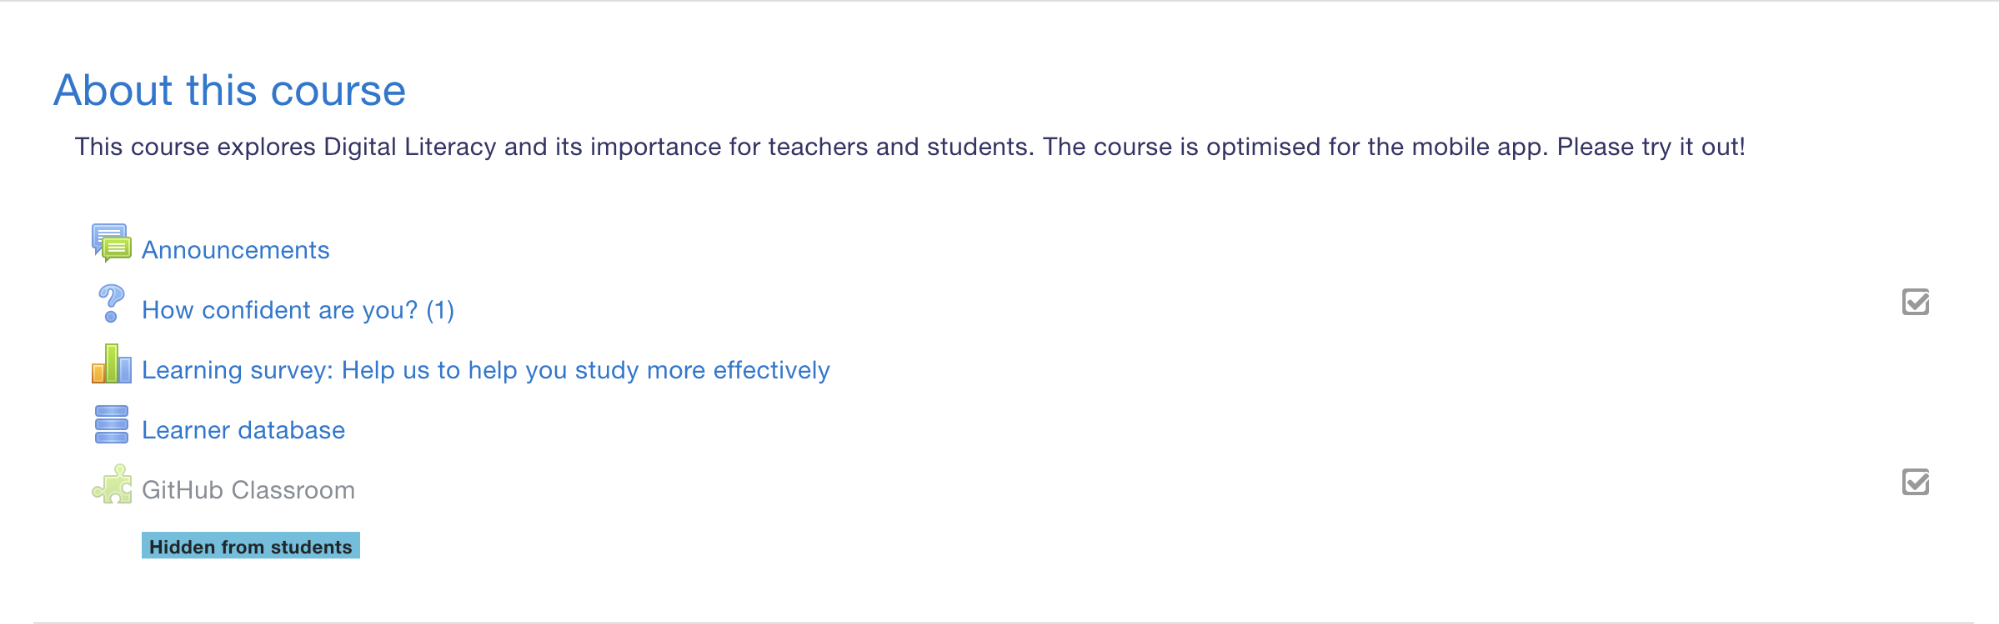 About this course
This course explores Digital Literacy and its importance for teachers and students. The course is optimised for the mobile app. Please try it out!
Announcements
How confident are you? (1)
Learning survey: Help us to help you study more effectively
Learner database
GitHub Classroom
Hidden from students